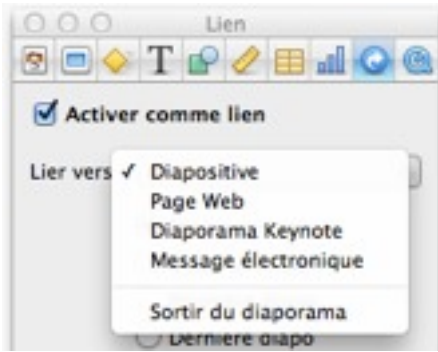 Lien
Activer comme lien
Lier vers ✓ Diapositive
Page Web
Diaporama Keynote
Message électronique
Sortir du diaporama
Dernière diapo